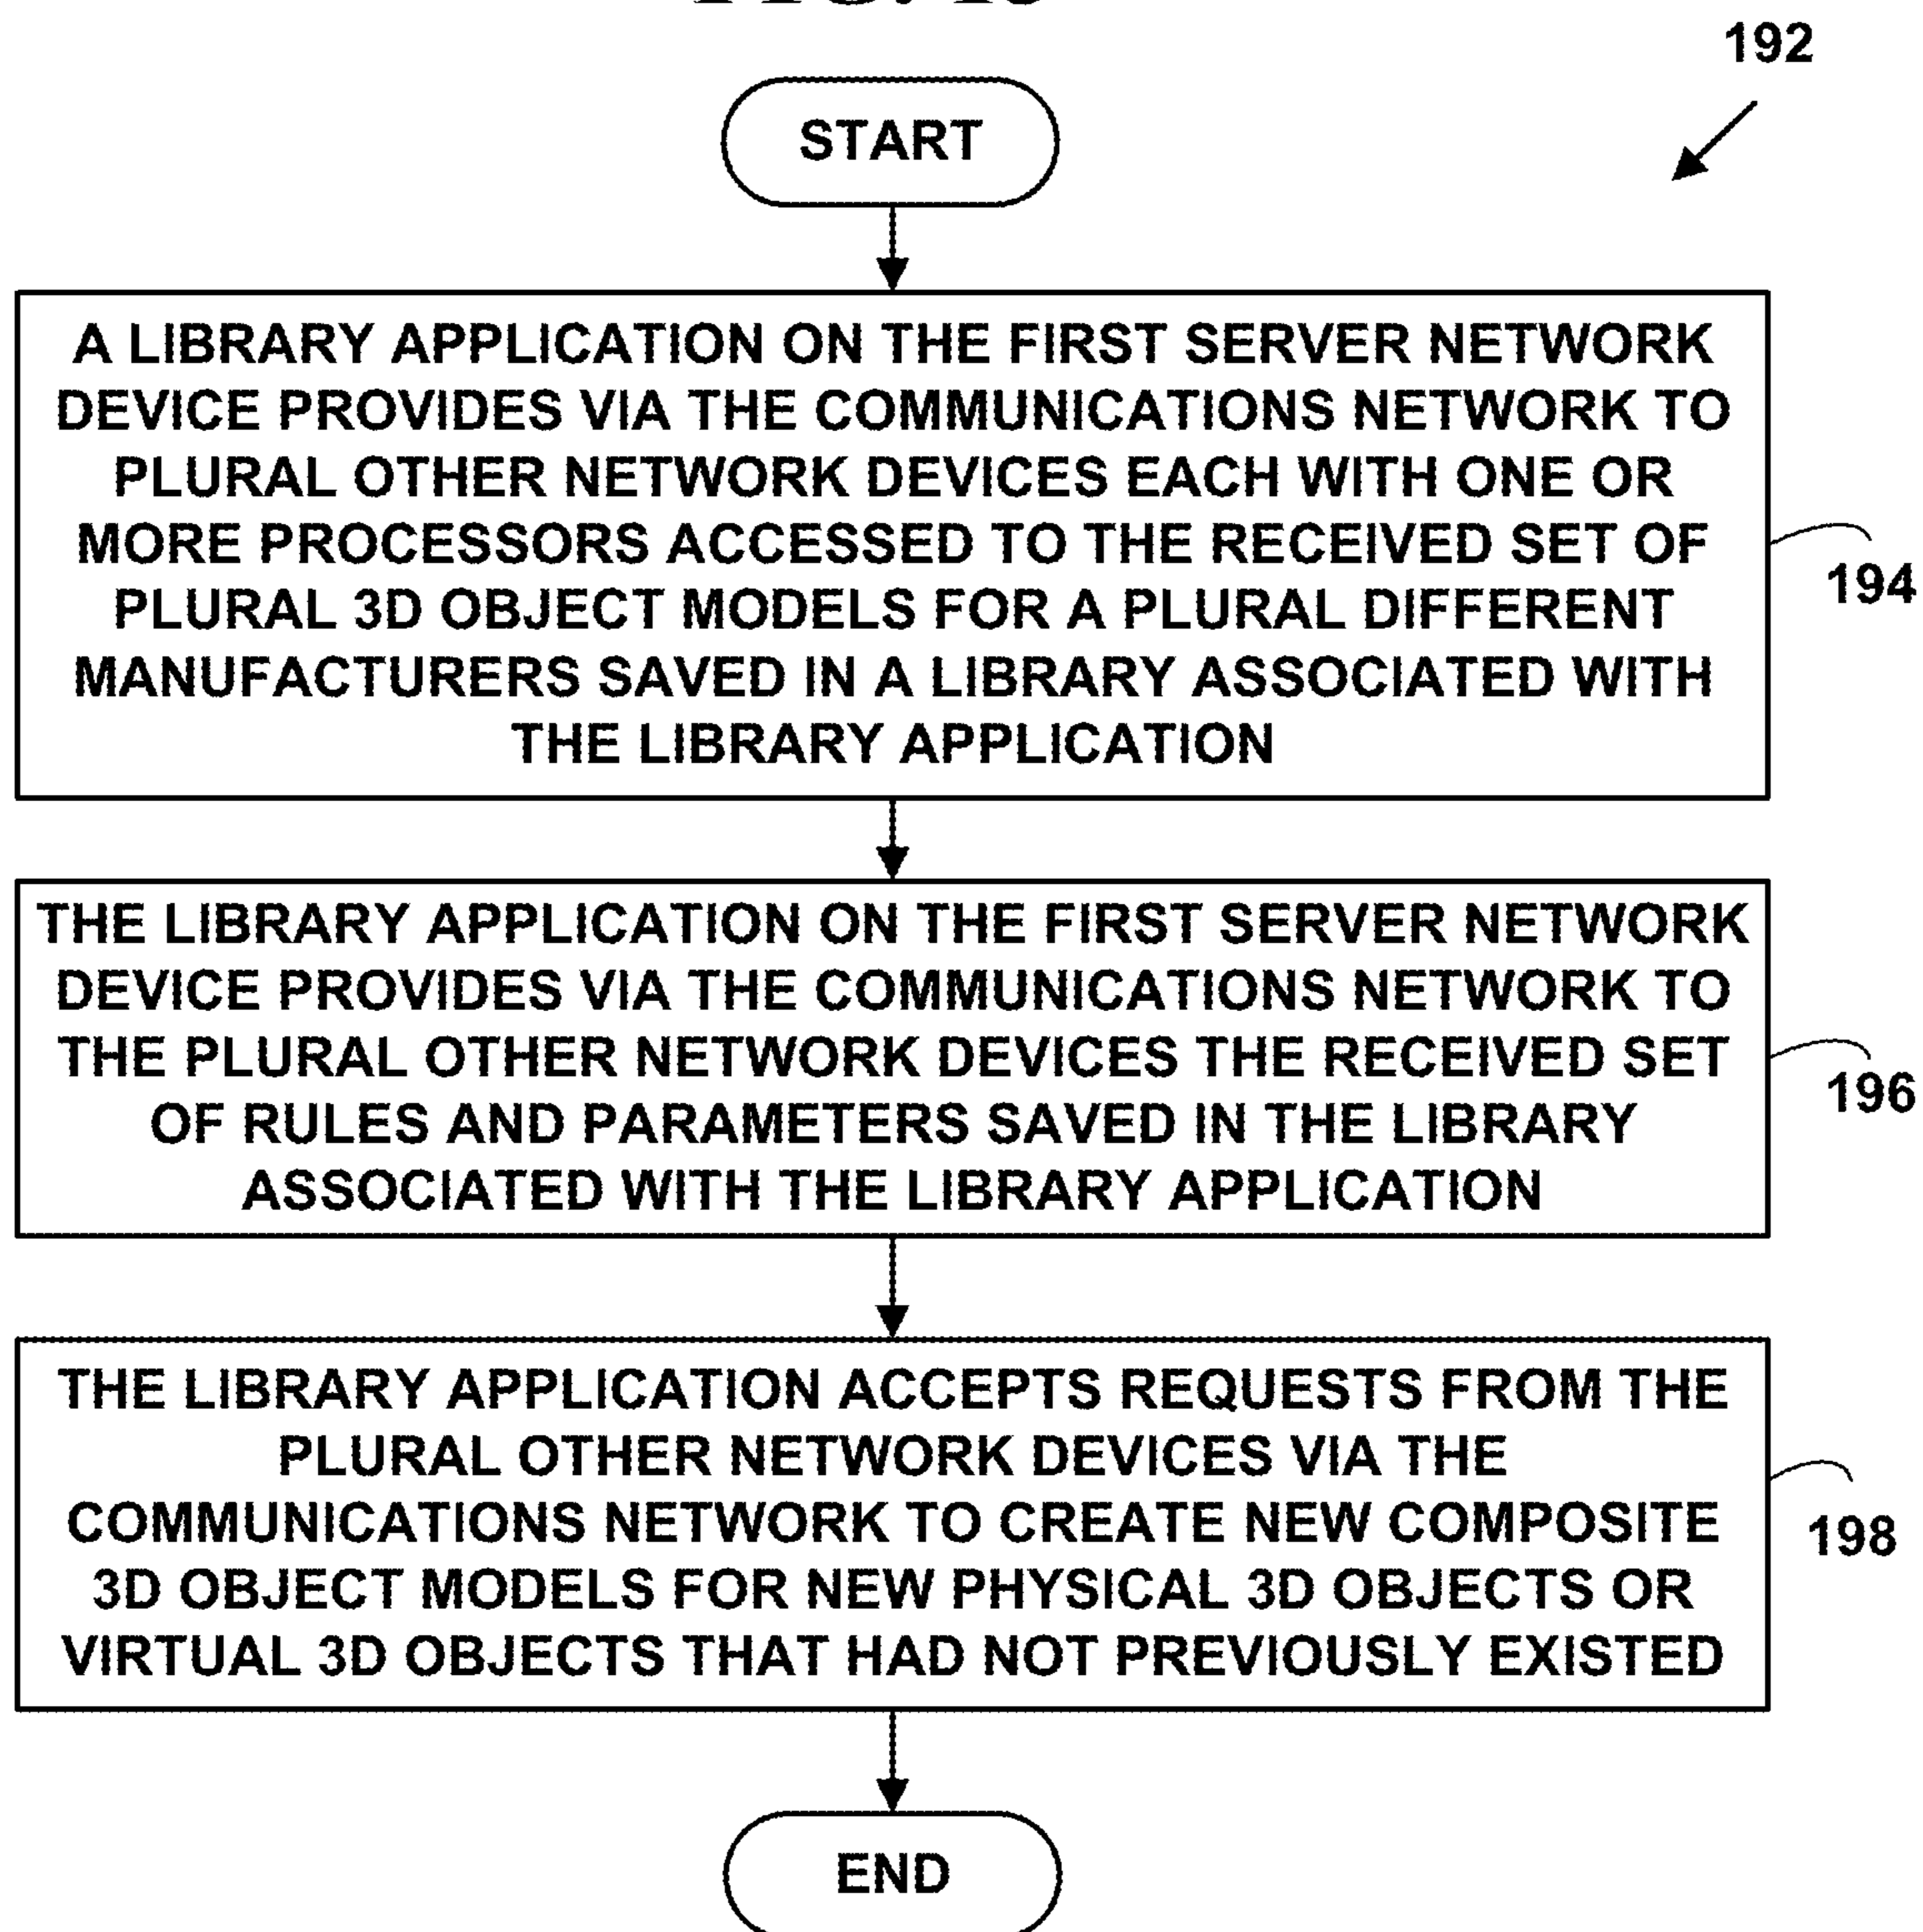 192
START
A LIBRARY APPLICATION ON THE FIRST SERVER NETWORK
DEVICE PROVIDES VIA THE COMMUNICATIONS NETWORK TO
PLURAL OTHER NETWORK DEVICES EACH WITH ONE OR
MORE PROCESSORS ACCESSED TO THE RECEIVED SET OF
PLURAL 3D OBJECT MODELS FOR A PLURAL DIFFERENT
MANUFACTURERS SAVED IN A LIBRARY ASSOCIATED WITH
THE LIBRARY APPLICATION
194
THE LIBRARY APPLICATION ON THE FIRST SERVER NETWORK
DEVICE PROVIDES VIA THE COMMUNICATIONS NETWORK TO
THE PLURAL OTHER NETWORK DEVICES THE RECEIVED SET
OF RULES AND PARAMETERS SAVED IN THE LIBRARY
ASSOCIATED WITH THE LIBRARY APPLICATION
196
THE LIBRARY APPLICATION ACCEPTS REQUESTS FROM THE
PLURAL OTHER NETWORK DEVICES VIA THE
COMMUNICATIONS NETWORK TO CREATE NEW COMPOSITE
3D OBJECT MODELS FOR NEW PHYSICAL 3D OBJECTS OR
VIRTUAL 3D OBJECTS THAT HAD NOT PREVIOUSLY EXISTED
198
END